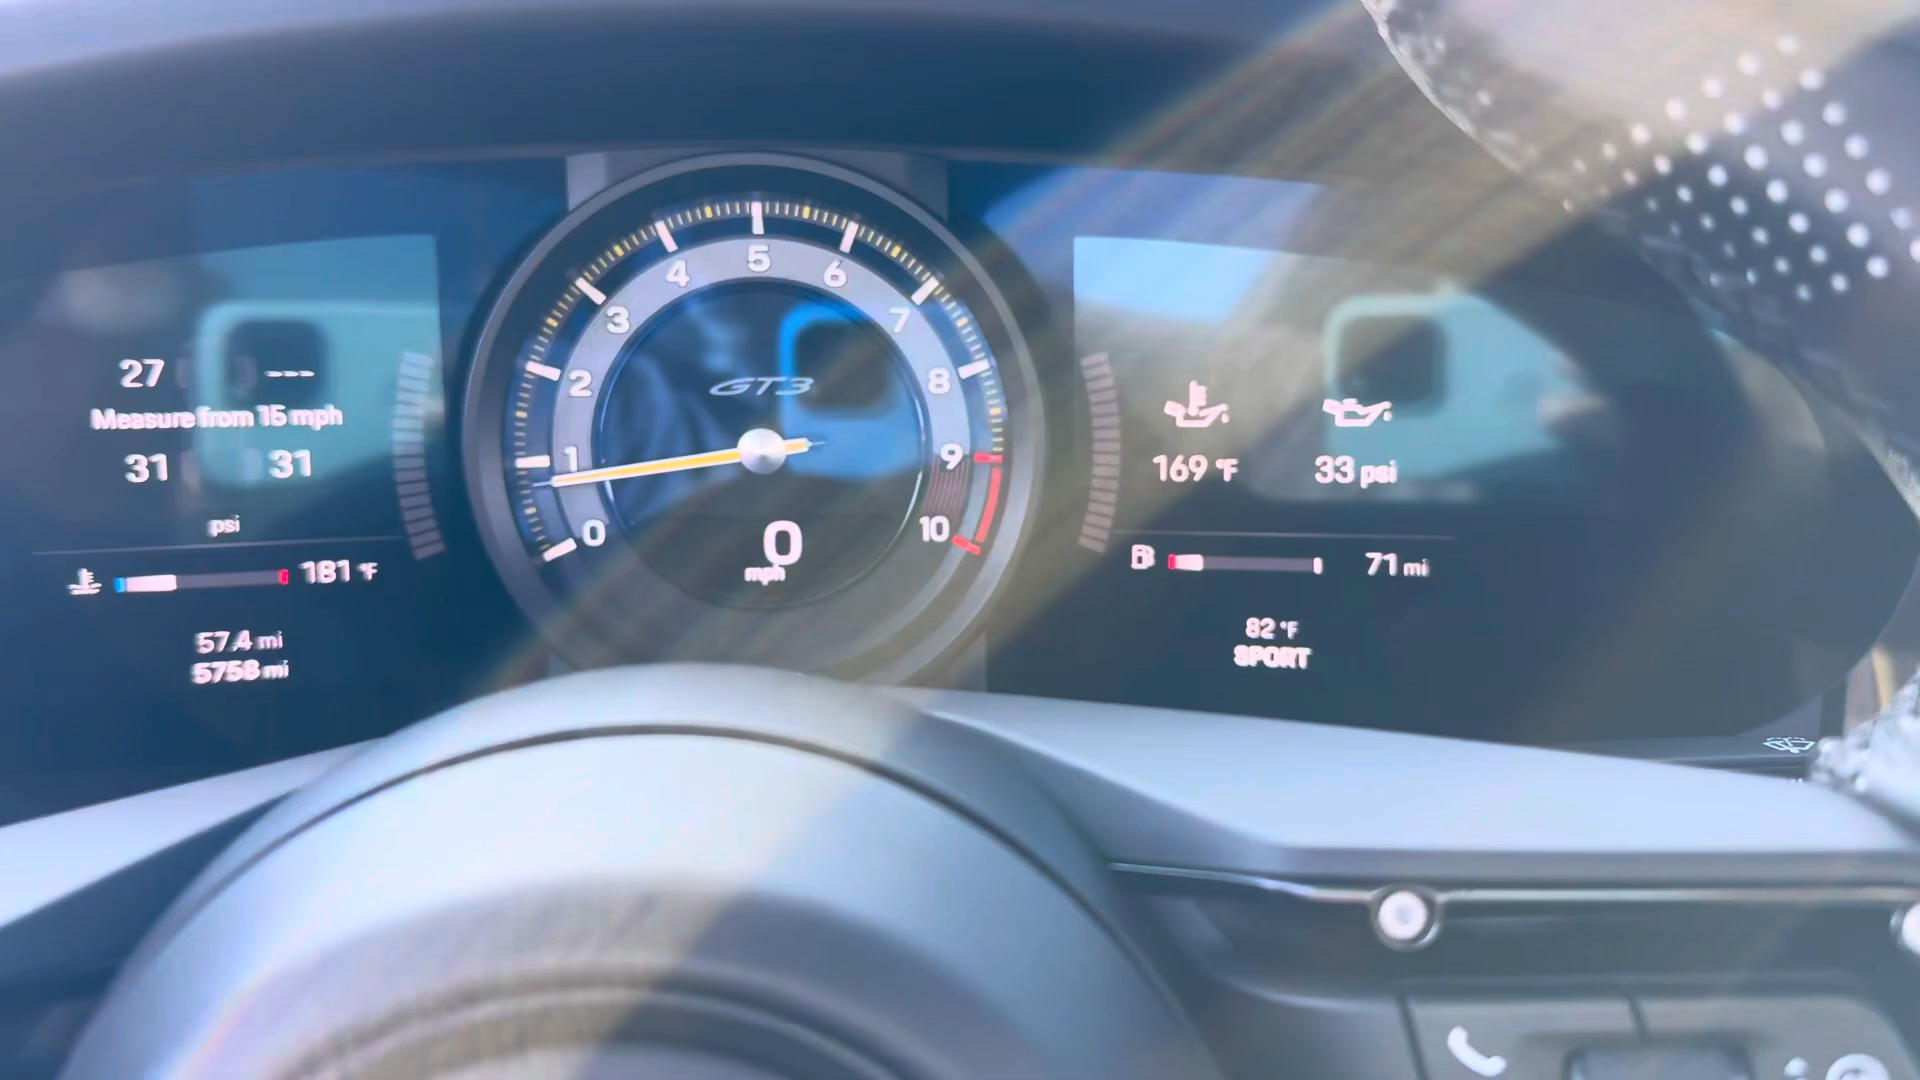 27 ---
Measure from 15 mph
31 31
psi
181 °F
57.4 mi
5758 mi
0 1 2 3 4 5 6 7 8 9 10
GT3
0
mph
169 °F 33 psi
71 mi
82 °F
SPORT